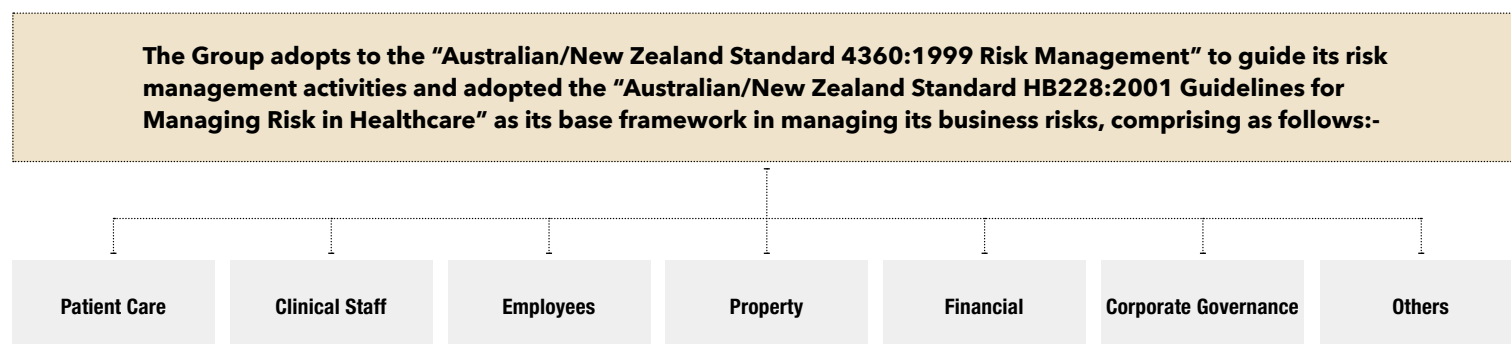 The Group adopts to the “Australian/New Zealand Standard 4360:1999 Risk Management” to guide its risk
management activities and adopted the “Australian/New Zealand Standard HB228:2001 Guidelines for
Managing Risk in Healthcare” as its base framework in managing its business risks, comprising as follows:-
Patient Care
Clinical Staff
Employees
Property
Financial
Corporate Governance
Others